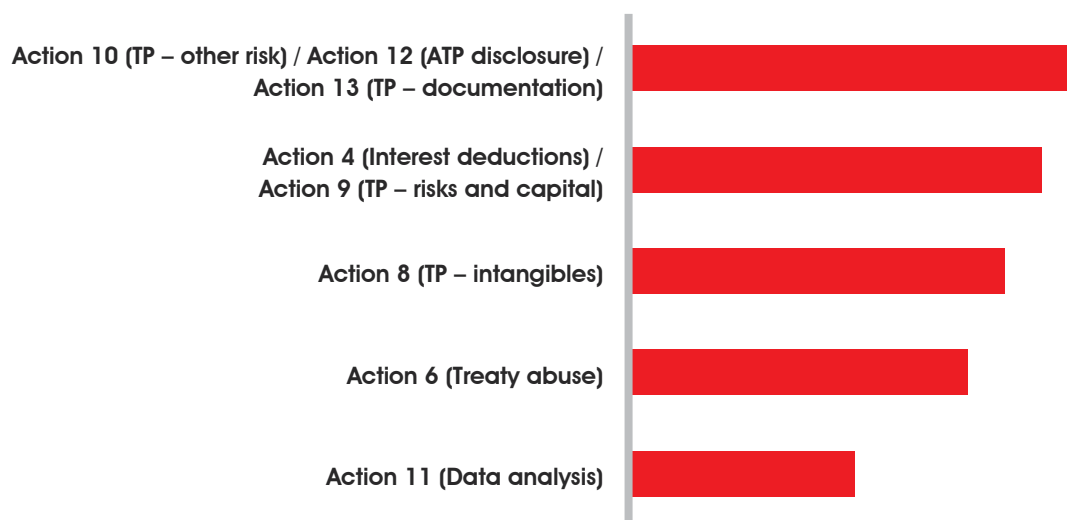 Action 10 (TP – other risk) / Action 12 (ATP disclosure) /
Action 13 (TP – documentation)
Action 4 (Interest deductions) /
Action 9 (TP – risks and capital)
Action 8 (TP – intangibles)
Action 6 (Treaty abuse)
Action 11 (Data analysis)